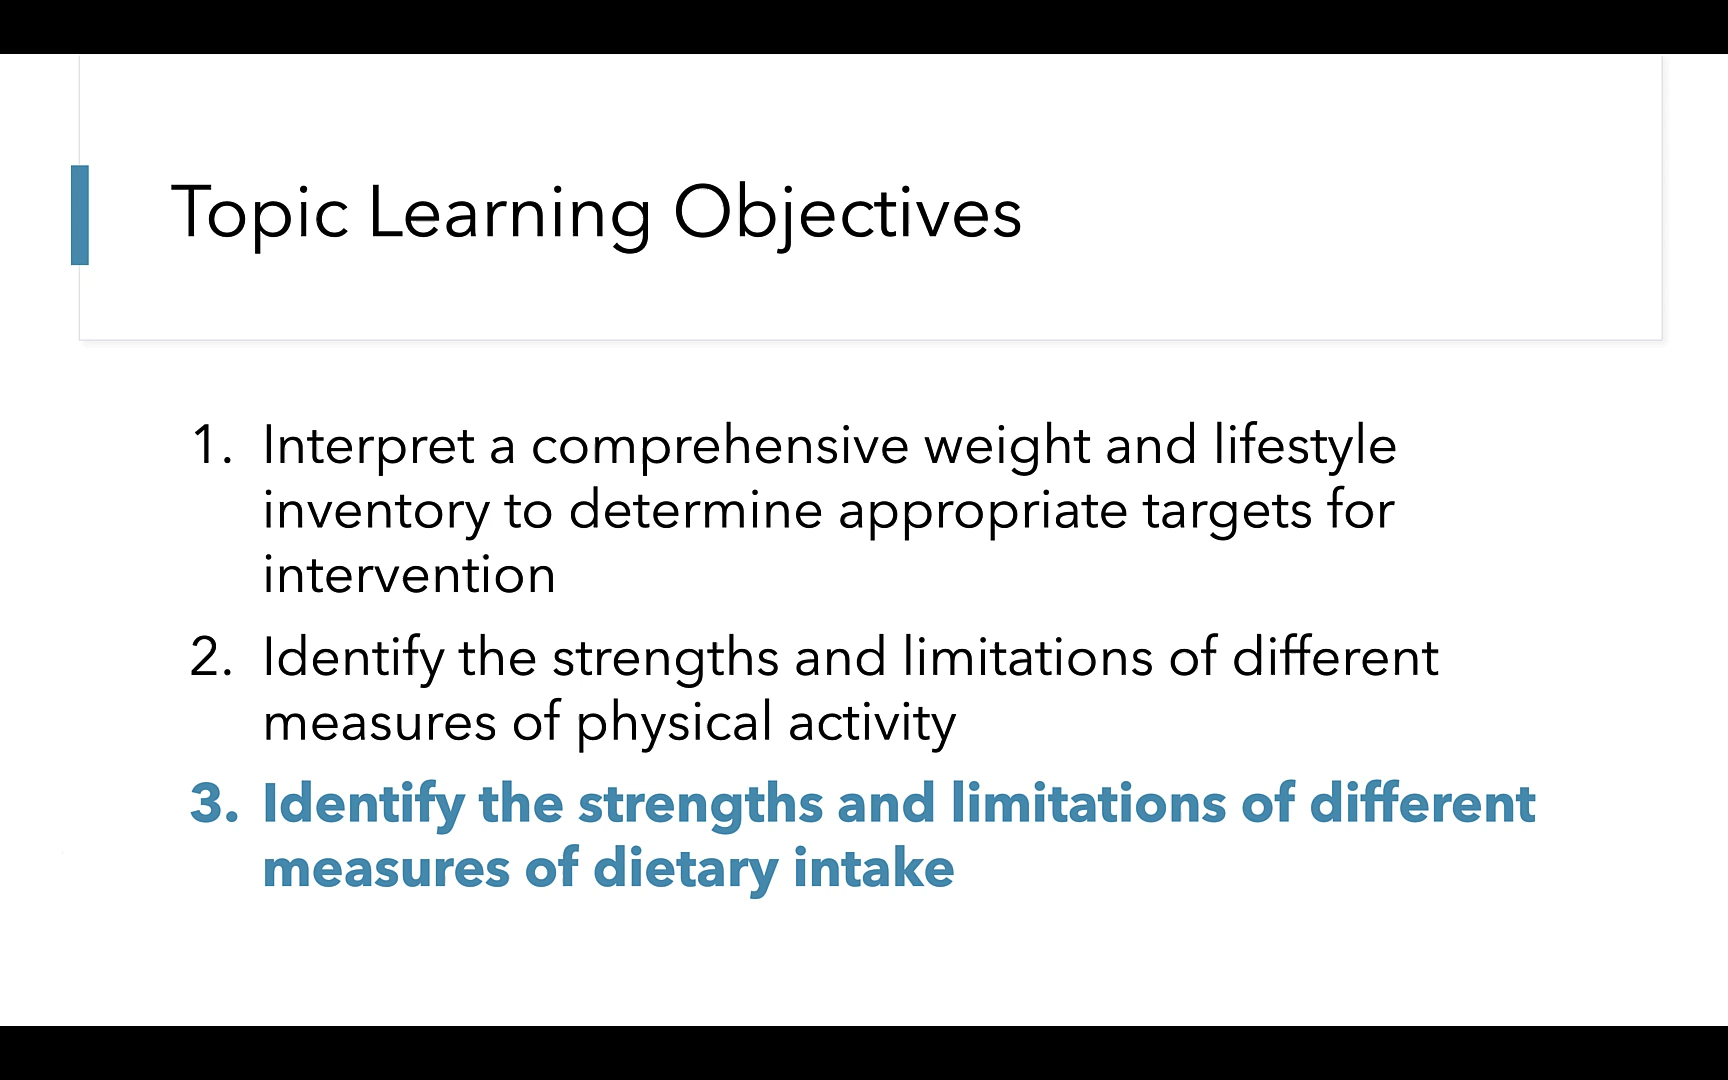 Topic Learning Objectives
1. Interpret a comprehensive weight and lifestyle
inventory to determine appropriate targets for
intervention
2. Identify the strengths and limitations of different
measures of physical activity
3. Identify the strengths and limitations of different
measures of dietary intake